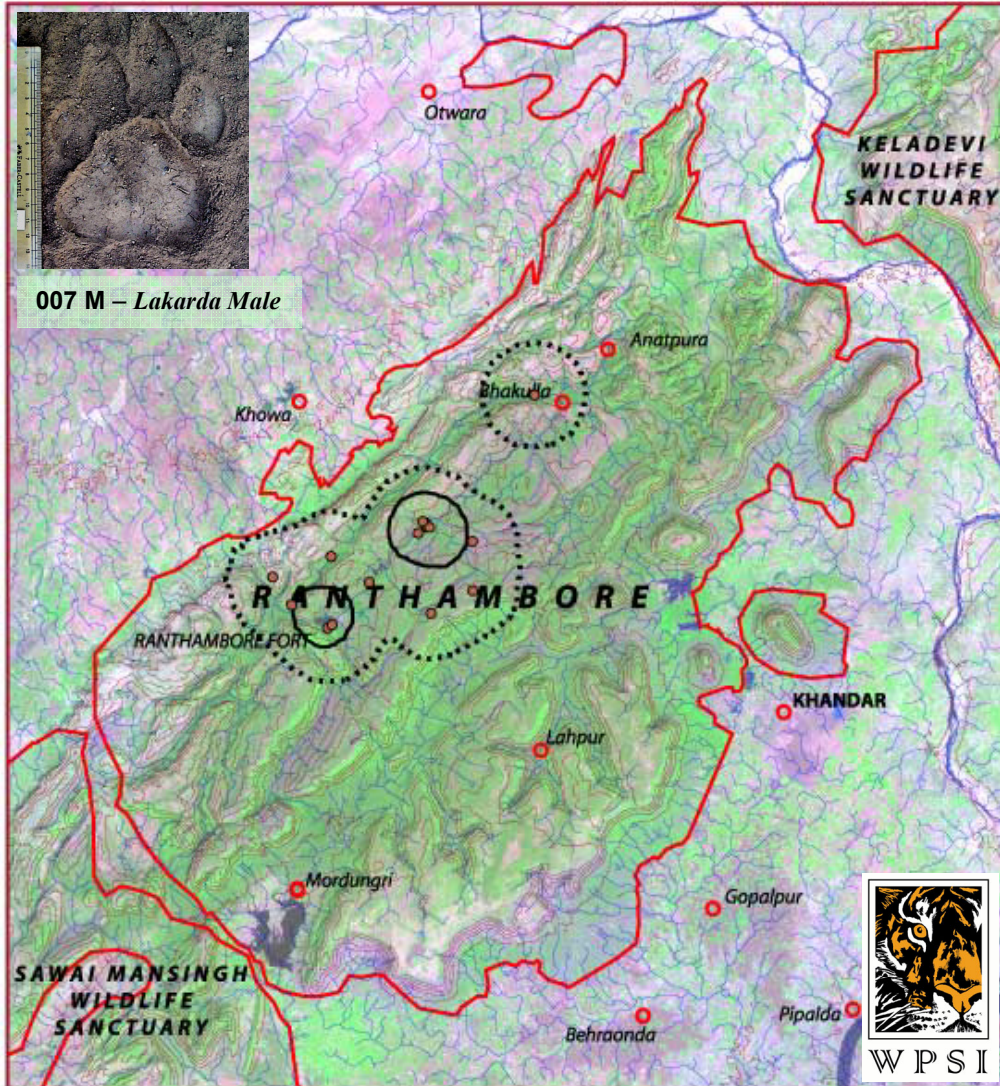 Otwara
KELADEVI
WILDLIFE
SANCTUARY
007 M – Lakarda Male
Anatpura
Bhakulla
Khowa
RANTHAMBORE
RANTHAMBORE FORT
KHANDAR
Lahpur
Mordungri
Gopalpur
SAWAI MANSINGH
WILDLIFE
SANCTUARY
Pipalda
Behraonda
WPSI